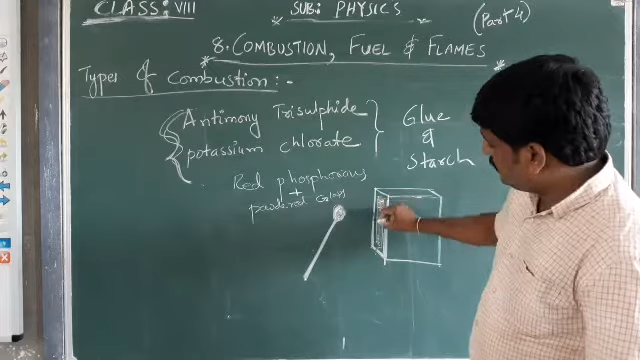 CLASS: VIII
SUB: PHYSICS
(Part 4)
8. COMBUSTION, FUEL & FLAMES
Types of Combustion :-
Antimony Trisulphide
potassium chlorate
Glue
&
Starch
Red phosphorous
+
powdered Glass